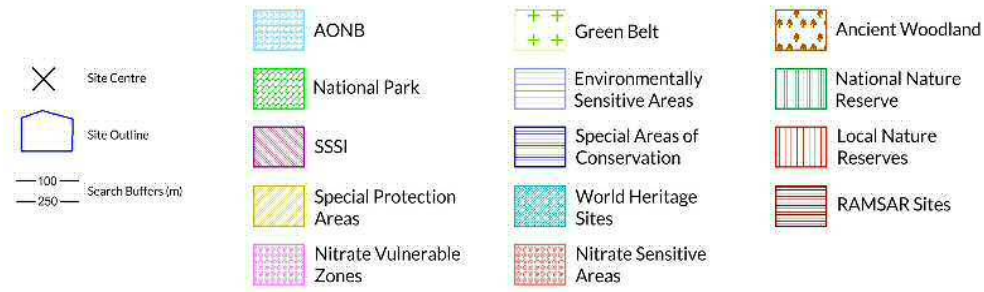 Site Centre
Site Outline
100
250
Search Buffers (m)
AONB
National Park
SSSI
Special Protection
Areas
Nitrate Vulnerable
Zones
Green Belt
Environmentally
Sensitive Areas
Special Areas of
Conservation
World Heritage
Sites
Nitrate Sensitive
Areas
Ancient Woodland
National Nature
Reserve
Local Nature
Reserves
RAMSAR Sites